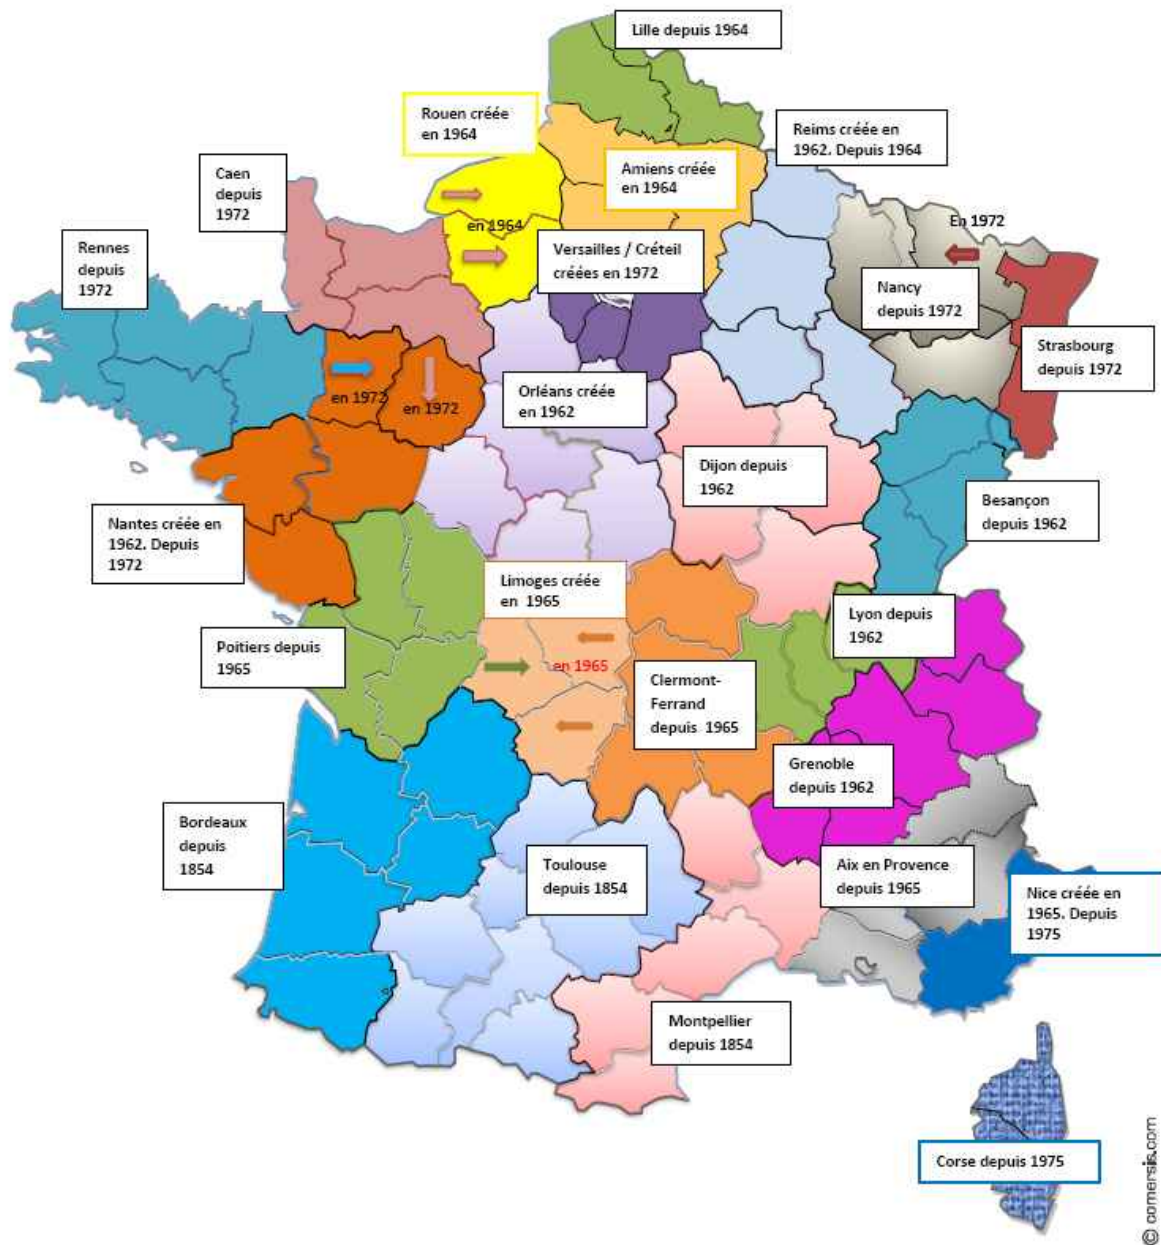 Lille depuis 1964
Rouen créée
en 1964
Reims créée en
1962. Depuis 1964
Amiens créée
en 1964
Caen
depuis
1972
en 1964
En 1972
Rennes
depuis
1972
Versailles / Créteil
créées en 1972
Nancy
depuis 1972
Strasbourg
depuis 1972
en 1972
en 1972
Orléans créée
en 1962
Dijon depuis
1962
Besançon
depuis 1962
Nantes créée en
1962. Depuis
1972
Limoges créée
en 1965
Lyon depuis
1962
Poitiers depuis
1965
en 1965
Clermont-
Ferrand
depuis 1965
Grenoble
depuis 1962
Bordeaux
depuis
1854
Toulouse
depuis 1854
Aix en Provence
depuis 1965
Nice créée en
1965. Depuis
1975
Montpellier
depuis 1854
Corse depuis 1975
© comersis.com